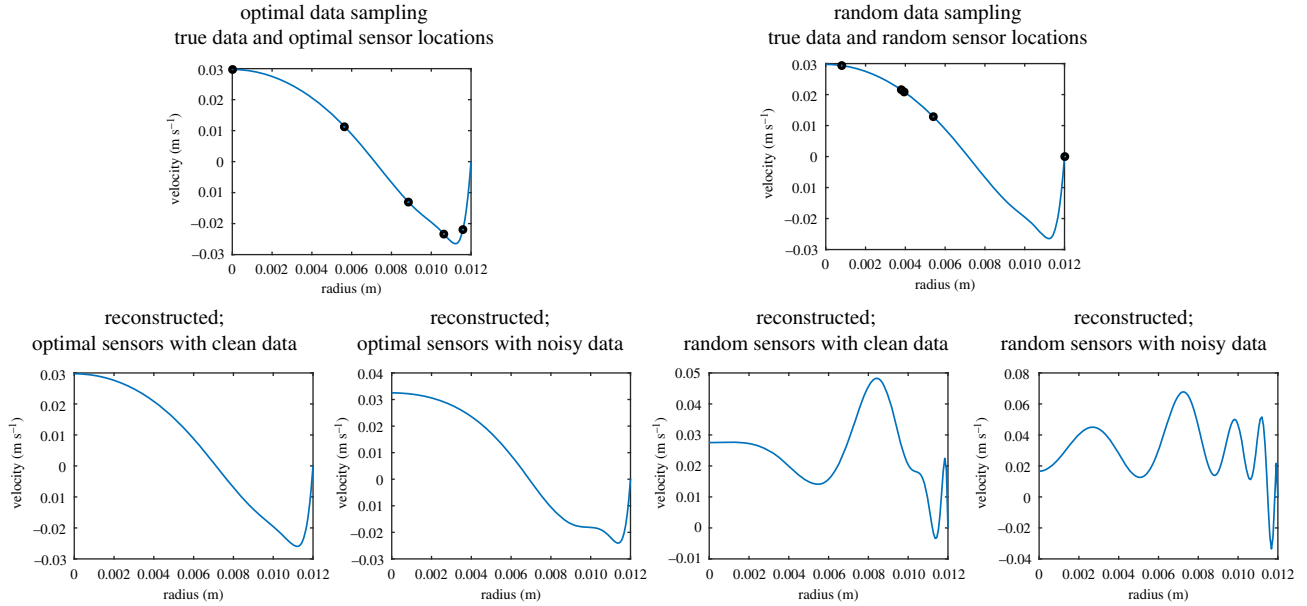 optimal data sampling
true data and optimal sensor locations
0.03
0.02
0.01
0
0.01
–0.02
–0.03
velocity (m s⁻¹)
0 0.002 0.004 0.006 0.008 0.010 0.012
radius (m)
random data sampling
true data and random sensor locations
0.03
0.02
0.01
0
0.01
–0.02
–0.03
velocity (m s⁻¹)
0 0.002 0.004 0.006 0.008 0.010 0.012
radius (m)
reconstructed;
optimal sensors with clean data
0.03
0.02
0.01
0
0.01
–0.02
–0.03
velocity (m s⁻¹)
0 0.002 0.004 0.006 0.008 0.010 0.012
radius (m)
reconstructed;
optimal sensors with noisy data
0.04
0.03
0.02
0.01
0
0.01
–0.02
–0.03
velocity (m s⁻¹)
0 0.002 0.004 0.006 0.008 0.010 0.012
radius (m)
reconstructed;
random sensors with clean data
0.05
0.04
0.03
0.02
0.01
0
–0.01
velocity (m s⁻¹)
0 0.002 0.004 0.006 0.008 0.010 0.012
radius (m)
reconstructed;
random sensors with noisy data
0.08
0.06
0.04
0.02
0
–0.02
–0.04
velocity (m s⁻¹)
0 0.002 0.004 0.006 0.008 0.010 0.012
radius (m)